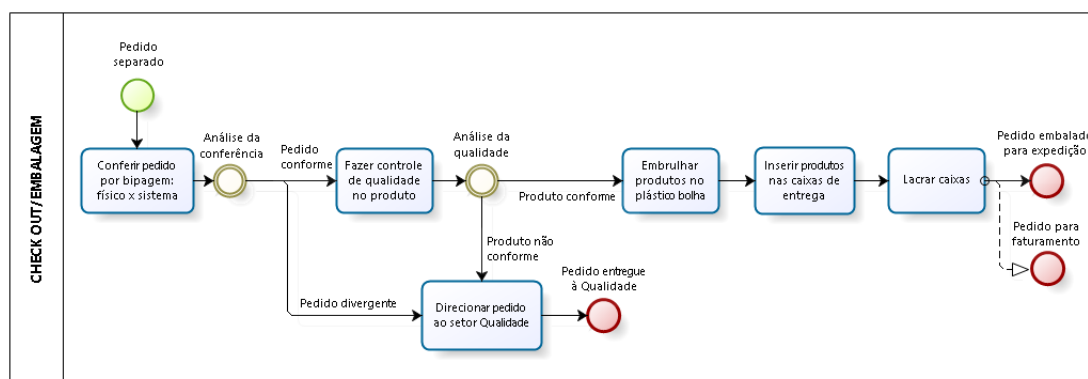 CHECK OUT/EMBALAGEM
Pedido
separado
Conferir pedido
por bipagem:
físico x sistema
Análise da
conferência
Pedido
conforme
Fazer controle
de qualidade
no produto
Análise da
qualidade
Produto conforme
Embrulhar
produtos no
plástico bolha
Inserir produtos
nas caixas de
entrega
Lacrar caixas
Pedido embalado
para expedição
Pedido para
faturamento
Produto não
conforme
Pedido divergente
Direcionar pedido
ao setor Qualidade
Pedido entregue
à Qualidade